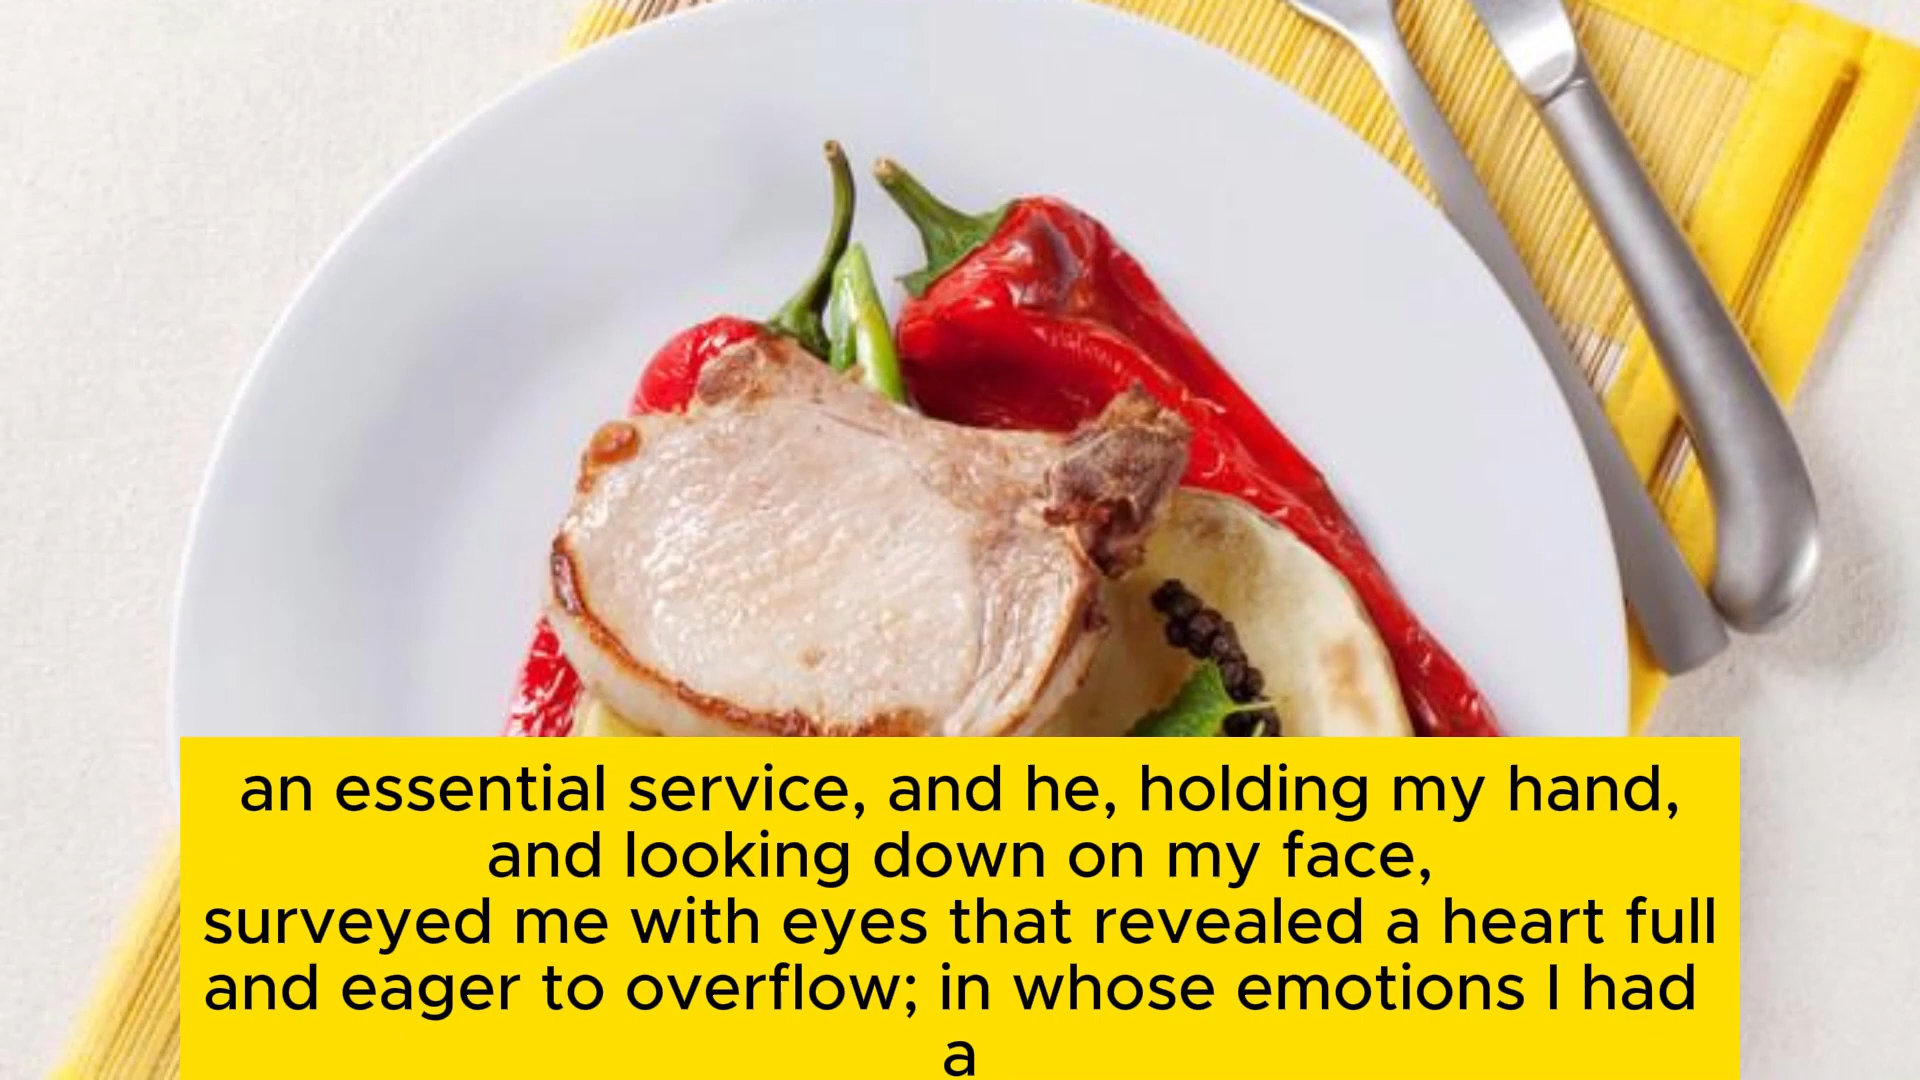 an essential service, and he, holding my hand,
and looking down on my face,
surveyed me with eyes that revealed a heart full
and eager to overflow; in whose emotions I had
a